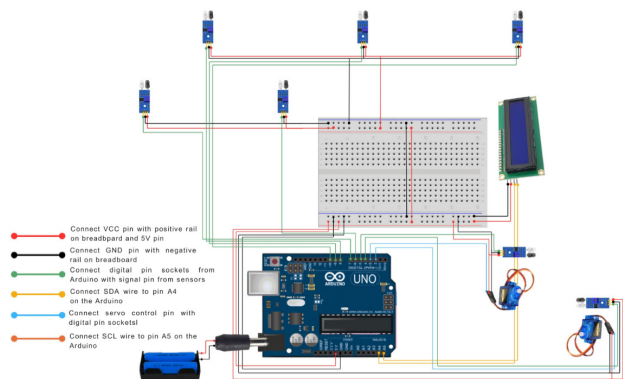 Connect VCC pin with positive rail
on breadbpard and 5V pin
Connect GND pin with negative
rail on breadboard
Connect digital pin sockets from
Arduino with signal pin from sensors
Connect SDA wire to pin A4
on the Arduino
Connect servo control pin with
digital pin socketsl
Connect SCL wire to pin A5 on the
Arduino
UNO
ARDUINO